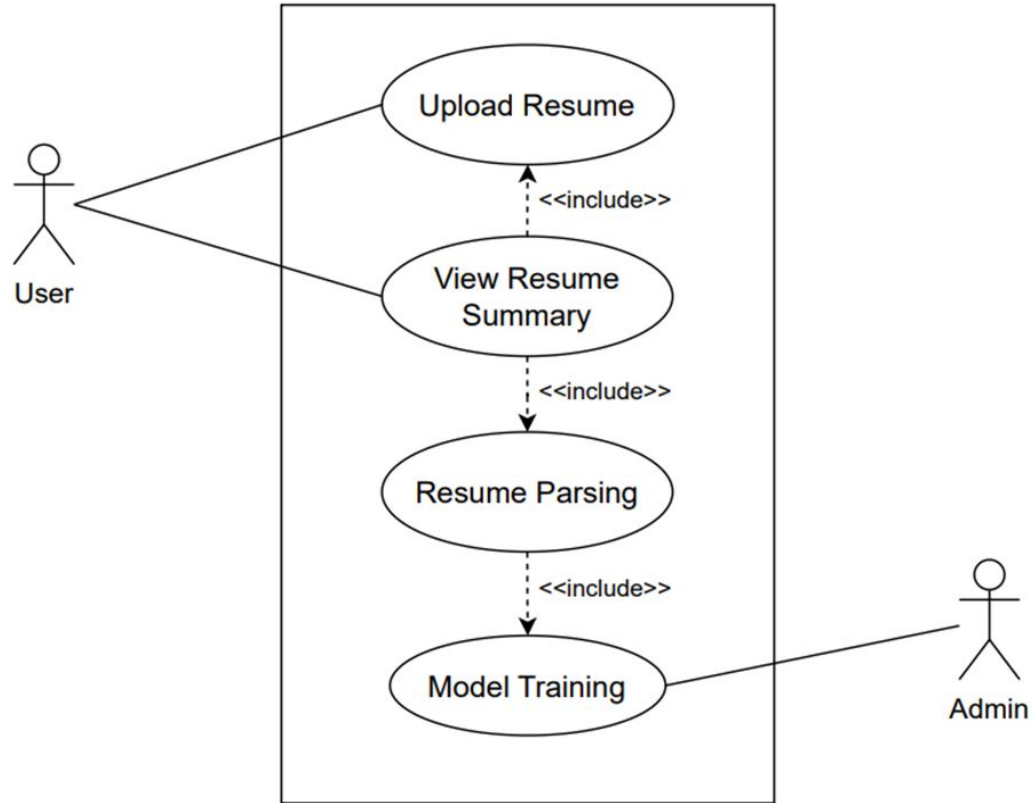 Upload Resume
<<include>>
User
View Resume
Summary
<<include>>
Resume Parsing
<<include>>
Model Training
Admin